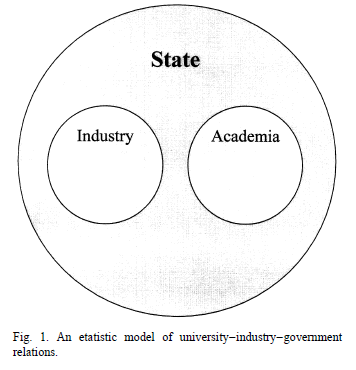 State
Industry
Academia
Fig. 1. An etatistic model of university–industry–government
relations.